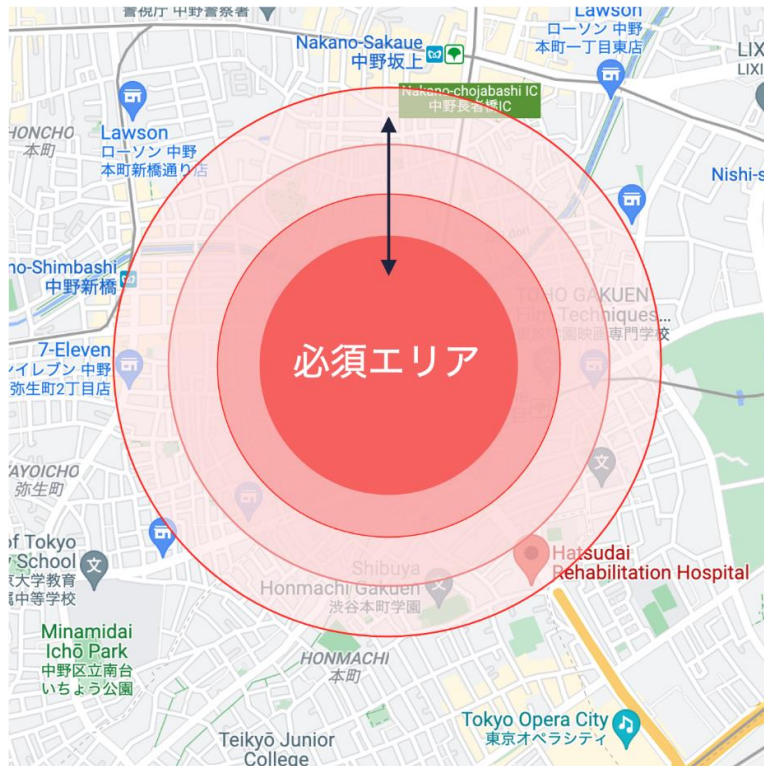 警視庁 中野警察署
Lawson
ローソン 中野
本町一丁目東店
Nakano-Sakaue
中野坂上
LIX
LIXI
Nakano-chojabashi IC
中野長者橋IC
HONCHO
本町
Lawson
ローソン 中野
本町新橋通り店
Nishi-s
no-Shimbashi
中野新橋
TOHO GAKUEN
Film Techniques...
東放学園映画専門学校
7-Eleven
ンイレブン 中野
弥生町2丁目店
必須エリア
YAYOICHO
弥生町
of Tokyo
School
京大学教育
属中等学校
Shibuya
Honmachi Gakuen
渋谷本町学園
Hatsudai
Rehabilitation Hospital
Minamidai
Ichō Park
中野区立南台
いちょう公園
HONMACHI
本町
Tokyo Opera City
東京オペラシティ
Teikyō Junior
College